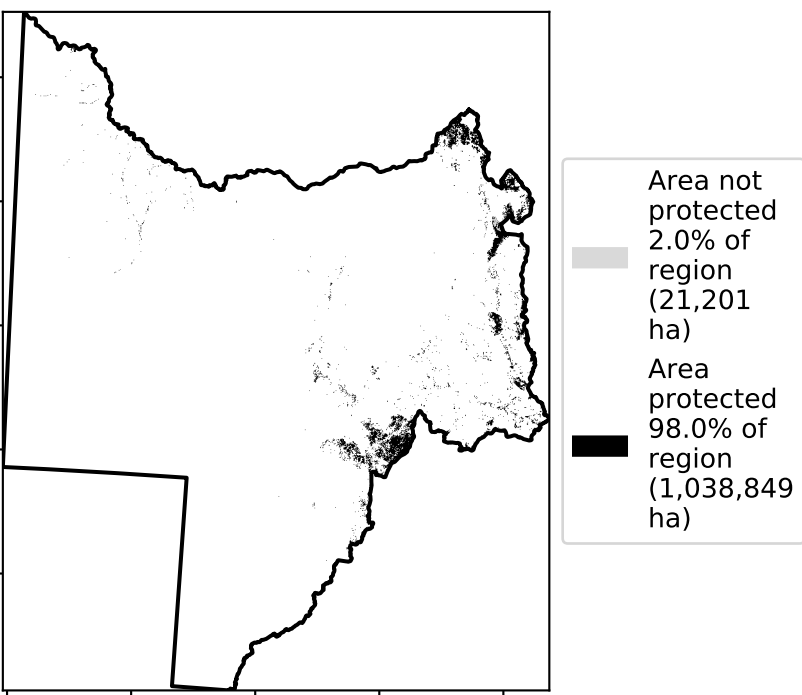 Area not
protected
2.0% of
region
(21,201
ha)
Area
protected
98.0% of
region
(1,038,849
ha)